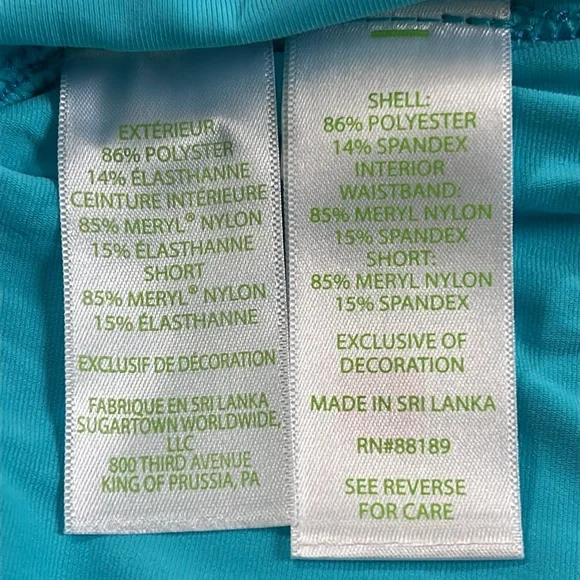 EXTÉRIEUR
86% POLYSTER
14% ÉLASTHANNE
CEINTURE INTÉRIEURE
85% MERYL® NYLON
15% ÉLASTHANNE
SHORT
85% MERYL® NYLON
15% ÉLASTHANNE
EXCLUSIF DE DÉCORATION
FABRIQUE EN SRI LANKA
SUGARTOWN WORLDWIDE,
LLC
800 THIRD AVENUE
KING OF PRUSSIA, PA
SHELL:
86% POLYESTER
14% SPANDEX
INTERIOR
WAISTBAND:
85% MERYL NYLON
15% SPANDEX
SHORT:
85% MERYL NYLON
15% SPANDEX
EXCLUSIVE OF
DECORATION
MADE IN SRI LANKA
RN#88189
SEE REVERSE
FOR CARE